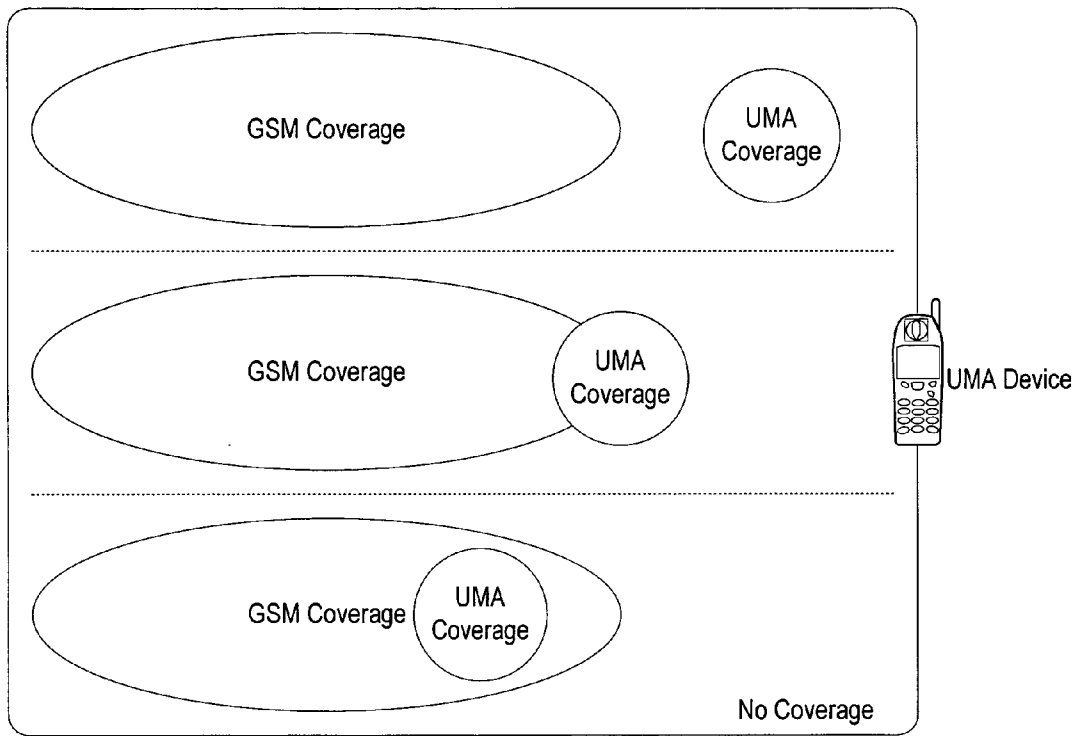 GSM Coverage
UMA
Coverage
GSM Coverage
UMA
Coverage
UMA Device
GSM Coverage
UMA
Coverage
No Coverage